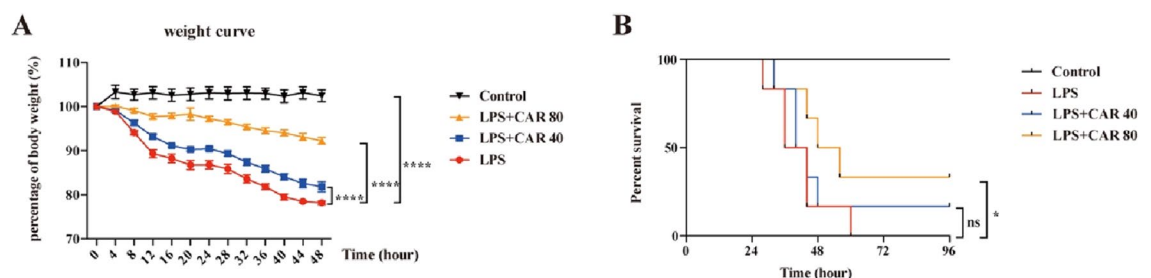 A
weight curve
percentage of body weight (%)
110
100
90
80
70
0 4 8 12 16 20 24 28 32 36 40 44 48
Time (hour)
Control
LPS+CAR 80
LPS+CAR 40
LPS
****
****
****
B
Percent survival
100
50
0
0 24 48 72 96
Time (hour)
Control
LPS
LPS+CAR 40
LPS+CAR 80
ns
*